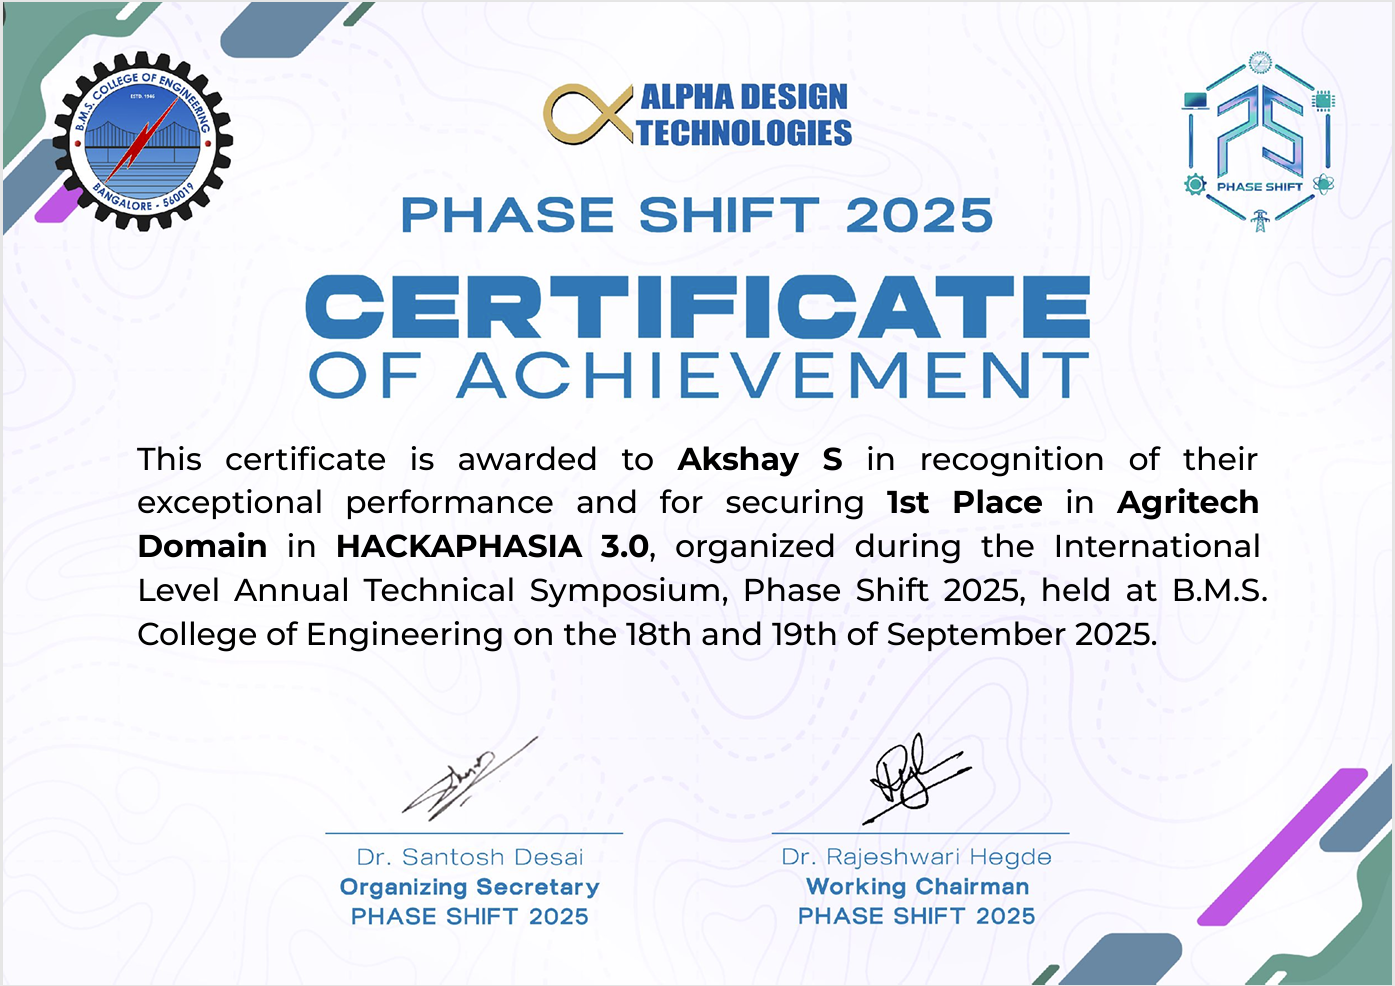 B.M.S. COLLEGE OF ENGINEERING
ESTD. 1946
BANGALORE - 560019
ALPHA DESIGN
TECHNOLOGIES
PS
PHASE SHIFT
PHASE SHIFT 2025
CERTIFICATE
OF ACHIEVEMENT
This certificate is awarded to Akshay S in recognition of their
exceptional performance and for securing 1st Place in Agritech
Domain in HACKAPHASIA 3.0, organized during the International
Level Annual Technical Symposium, Phase Shift 2025, held at B.M.S.
College of Engineering on the 18th and 19th of September 2025.
Dr. Santosh Desai
Organizing Secretary
PHASE SHIFT 2025
Dr. Rajeshwari Hegde
Working Chairman
PHASE SHIFT 2025